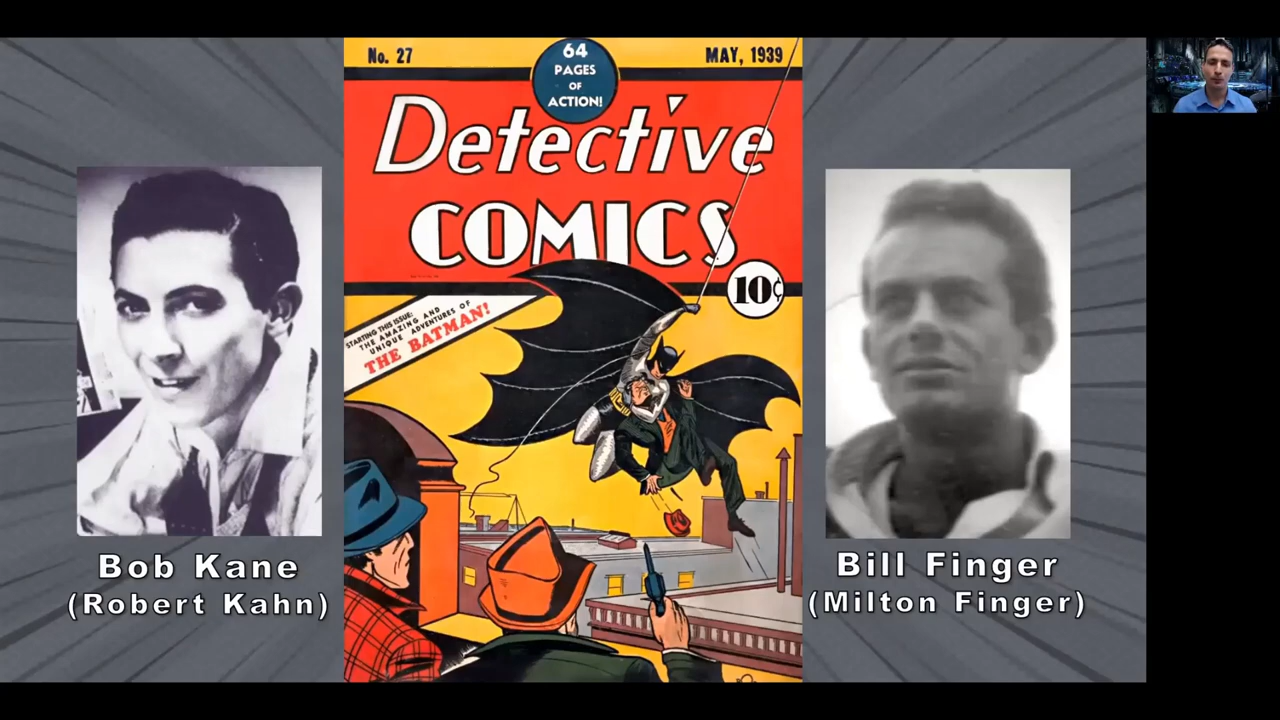 No. 27
64
PAGES
OF
ACTION!
MAY, 1939
Detective
COMICS
10¢
STARTING THIS ISSUE:
THE AMAZING AND
UNIQUE ADVENTURES OF
THE BATMAN!
Bob Kane
(Robert Kahn)
Bill Finger
(Milton Finger)